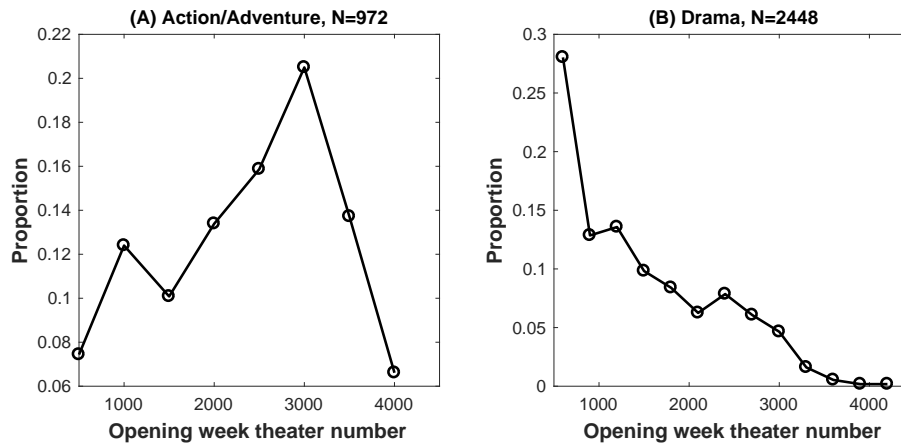 (A) Action/Adventure, N=972
0.22
0.2
0.18
0.16
0.14
0.12
0.1
0.08
0.06
Proportion
1000 2000 3000 4000
Opening week theater number
(B) Drama, N=2448
0.3
0.25
0.2
0.15
0.1
0.05
0
Proportion
1000 2000 3000 4000
Opening week theater number